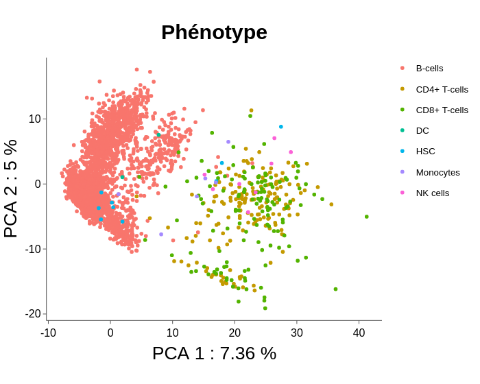 Phénotype
PCA 2 : 5 %
10
0
-10
-20
-10
0
10
20
30
40
PCA 1 : 7.36 %
B-cells
CD4+ T-cells
CD8+ T-cells
DC
HSC
Monocytes
NK cells